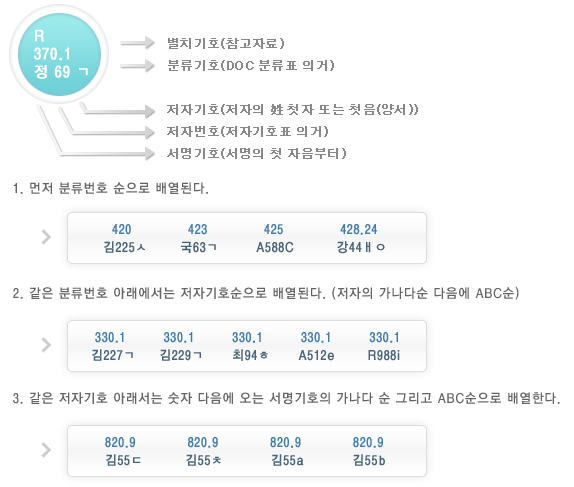 R
370.1
정 69 ㄱ
별치기호(참고자료)
분류기호(DOC 분류표 의거)
저자기호(저자의 姓 첫자 또는 첫음(양서))
저자번호(저자기호표 의거)
서명기호(서명의 첫 자음부터)
1. 먼저 분류번호 순으로 배열된다.
420 423 425 428.24
김225ㅅ 국63ㄱ A588C 강44ㅐㅇ
2. 같은 분류번호 아래에서는 저자기호순으로 배열된다. (저자의 가나다순 다음에 ABC순)
330.1 330.1 330.1 330.1 330.1
김227ㄱ 김229ㄱ 최94ㅎ A512e R988i
3. 같은 저자기호 아래서는 숫자 다음에 오는 서명기호의 가나다 순 그리고 ABC순으로 배열한다.
820.9 820.9 820.9 820.9
김55ㄷ 김55ㅊ 김55a 김55b